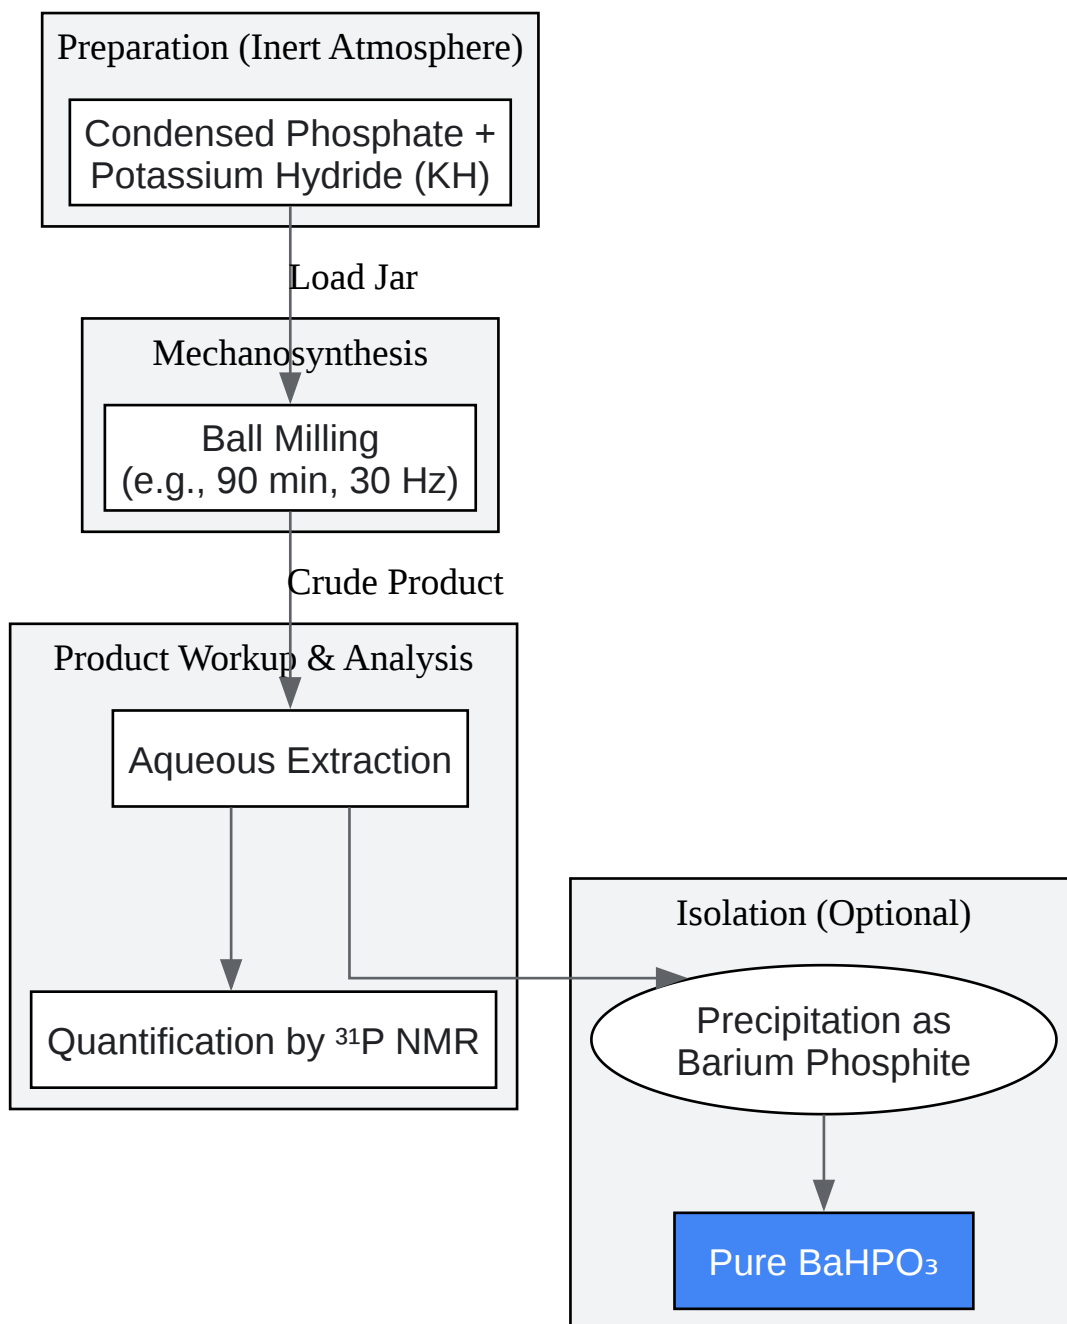 Preparation (Inert Atmosphere)
Condensed Phosphate +
Potassium Hydride (KH)
Load Jar
Mechanosynthesis
Ball Milling
(e.g., 90 min, 30 Hz)
Crude Product
Product Workup & Analysis
Aqueous Extraction
Quantification by ³¹P NMR
Isolation (Optional)
Precipitation as
Barium Phosphite
Pure BaHPO₃